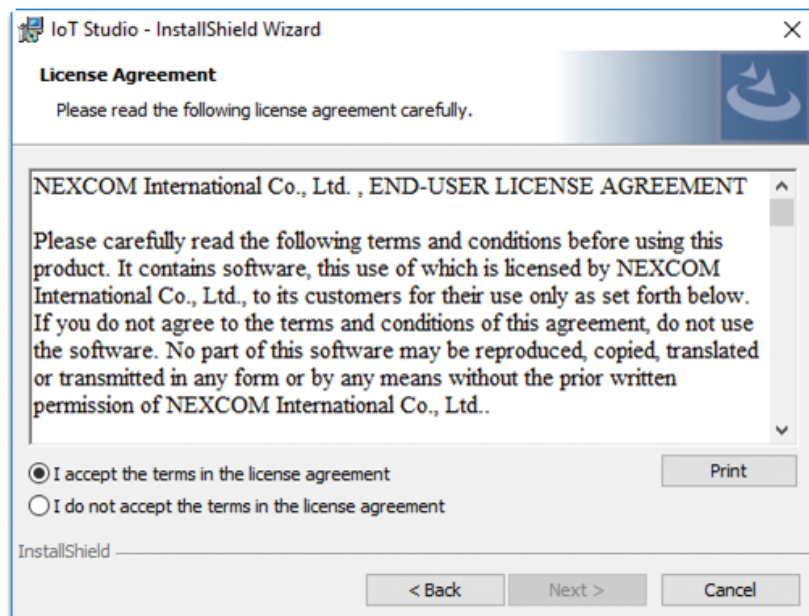 IoT Studio - InstallShield Wizard
License Agreement
Please read the following license agreement carefully.
NEXCOM International Co., Ltd. , END-USER LICENSE AGREEMENT
Please carefully read the following terms and conditions before using this
product. It contains software, this use of which is licensed by NEXCOM
International Co., Ltd., to its customers for their use only as set forth below.
If you do not agree to the terms and conditions of this agreement, do not use
the software. No part of this software may be reproduced, copied, translated
or transmitted in any form or by any means without the prior written
permission of NEXCOM International Co., Ltd..
I accept the terms in the license agreement
Print
I do not accept the terms in the license agreement
InstallShield
< Back
Next >
Cancel